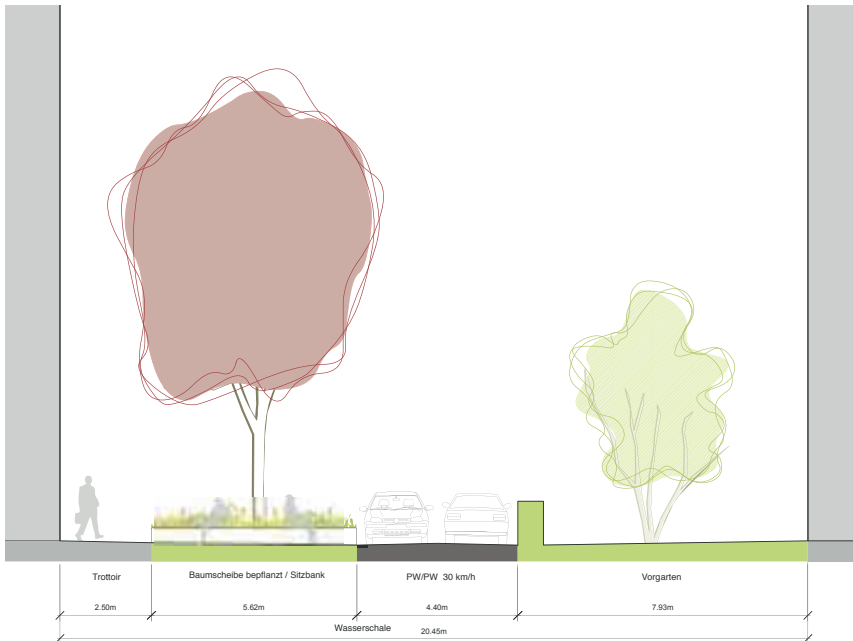 Trottoir
Baumscheibe bepflanzt / Sitzbank
PW/PW 30 km/h
Vorgarten
2.50m
5.62m
4.40m
7.93m
Wasserschale
20.45m